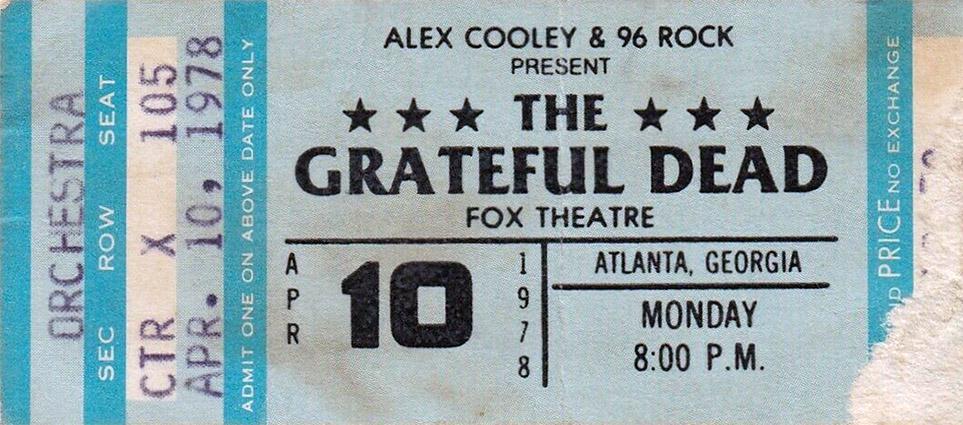 ORCHESTRA
SEC ROW SEAT
CTR X 105
APR. 10, 1978
ADMIT ONE ON ABOVE DATE ONLY
ALEX COOLEY & 96 ROCK
PRESENT
★ ★ ★ THE ★ ★ ★
GRATEFUL DEAD
FOX THEATRE
APR 10 1978
ATLANTA, GEORGIA
MONDAY
8:00 P.M.
PRICE NO EXCHANGE